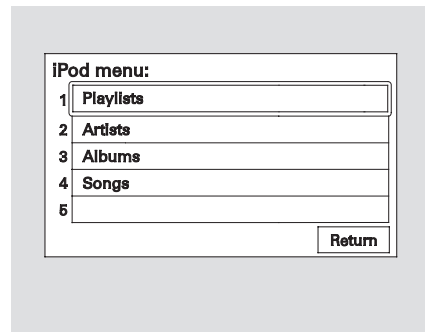 iPod menu:
1 Playlists
2 Artists
3 Albums
4 Songs
5
Return